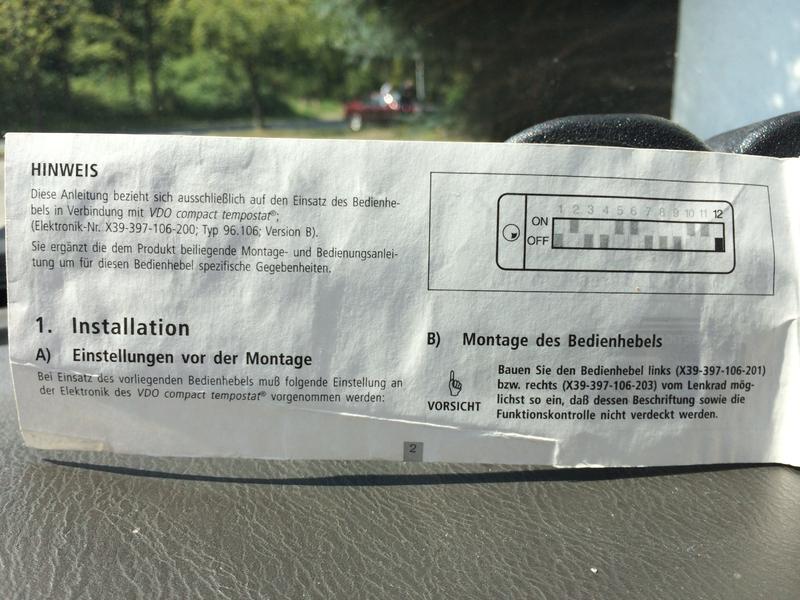 HINWEIS
Diese Anleitung bezieht sich ausschließlich auf den Einsatz des Bedienhe-
bels in Verbindung mit VDO compact tempostat®;
(Elektronik-Nr. X39-397-106-200; Typ 96.106; Version B).
Sie ergänzt die dem Produkt beiliegende Montage- und Bedienungsanlei-
tung um für diesen Bedienhebel spezifische Gegebenheiten.
1. Installation
A) Einstellungen vor der Montage
Bei Einsatz des vorliegenden Bedienhebels muß folgende Einstellung an
der Elektronik des VDO compact tempostat® vorgenommen werden:
1 2 3 4 5 6 7 8 9 10 11 12
ON
OFF
B) Montage des Bedienhebels
VORSICHT
Bauen Sie den Bedienhebel links (X39-397-106-201)
bzw. rechts (X39-397-106-203) vom Lenkrad mög-
lichst so ein, daß dessen Beschriftung sowie die
Funktionskontrolle nicht verdeckt werden.
2